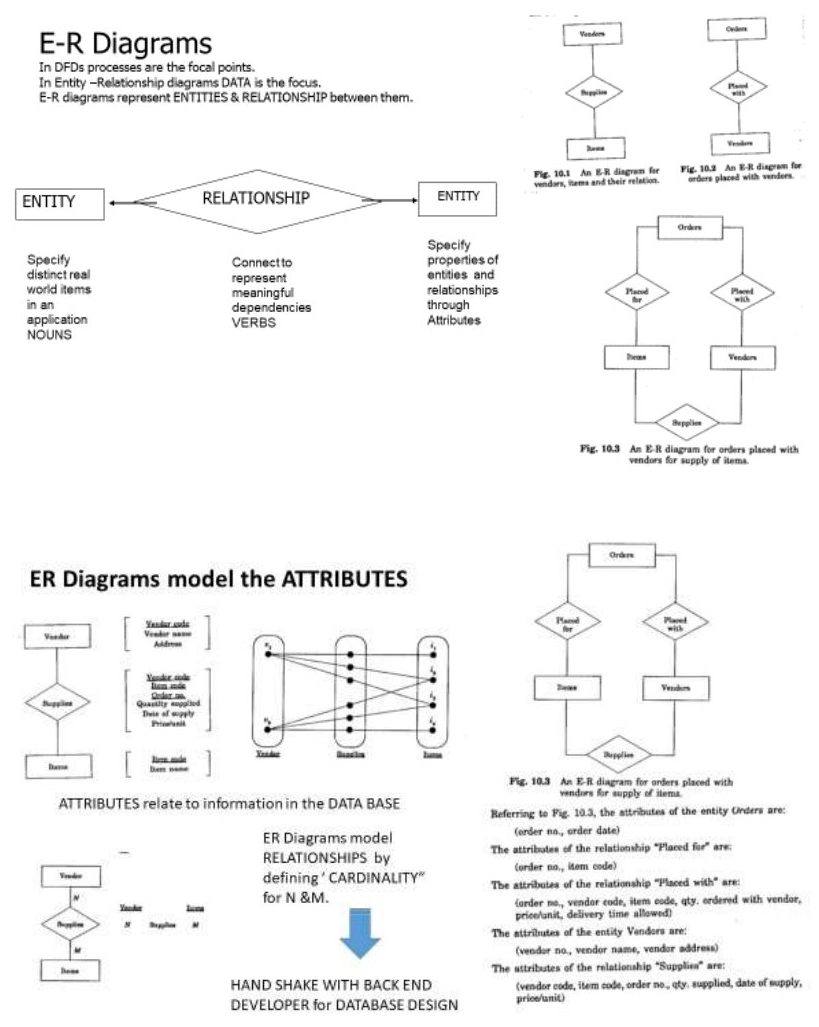 E-R Diagrams
In DFDs processes are the focal points.
In Entity –Relationship diagrams DATA is the focus.
E-R diagrams represent ENTITIES & RELATIONSHIP between them.
ENTITY
RELATIONSHIP
ENTITY
Specify
distinct real
world items
in an
application
NOUNS
Connect to
represent
meaningful
dependencies
VERBS
Specify
properties of
entities and
relationships
through
Attributes
Vendors
Supplies
Items
Fig. 10.1 An E-R diagram for
vendors, items and their relation.
Orders
Placed
with
Vendors
Fig. 10.2 An E-R diagram for
orders placed with vendors.
Orders
Placed
for
Placed
with
Items
Vendors
Supplies
Fig. 10.3 An E-R diagram for orders placed with
vendors for supply of items.
ER Diagrams model the ATTRIBUTES
Vendor
Supplies
Items
Vendor code
Vendor name
Address
Vendor code
Item code
Order no.
Quantity supplied
Date of supply
Price/unit
Item code
Item name
Vendor
Supplies
Items
ATTRIBUTES relate to information in the DATA BASE
Vendor
N
Supplies
M
Items
Vendor
Items
N
Supplies
M
ER Diagrams model
RELATIONSHIPS by
defining ‘ CARDINALITY”
for N &M.
HAND SHAKE WITH BACK END
DEVELOPER for DATABASE DESIGN
Orders
Placed
for
Placed
with
Items
Vendors
Supplies
Fig. 10.3 An E-R diagram for orders placed with
vendors for supply of items.
Referring to Fig. 10.3, the attributes of the entity Orders are:
(order no., order date)
The attributes of the relationship "Placed for" are:
(order no., item code)
The attributes of the relationship "Placed with" are:
(order no., vendor code, item code, qty. ordered with vendor,
price/unit, delivery time allowed)
The attributes of the entity Vendors are:
(vendor no., vendor name, vendor address)
The attributes of the relationship "Supplies" are:
(vendor code, item code, order no., qty. supplied, date of supply,
price/unit)